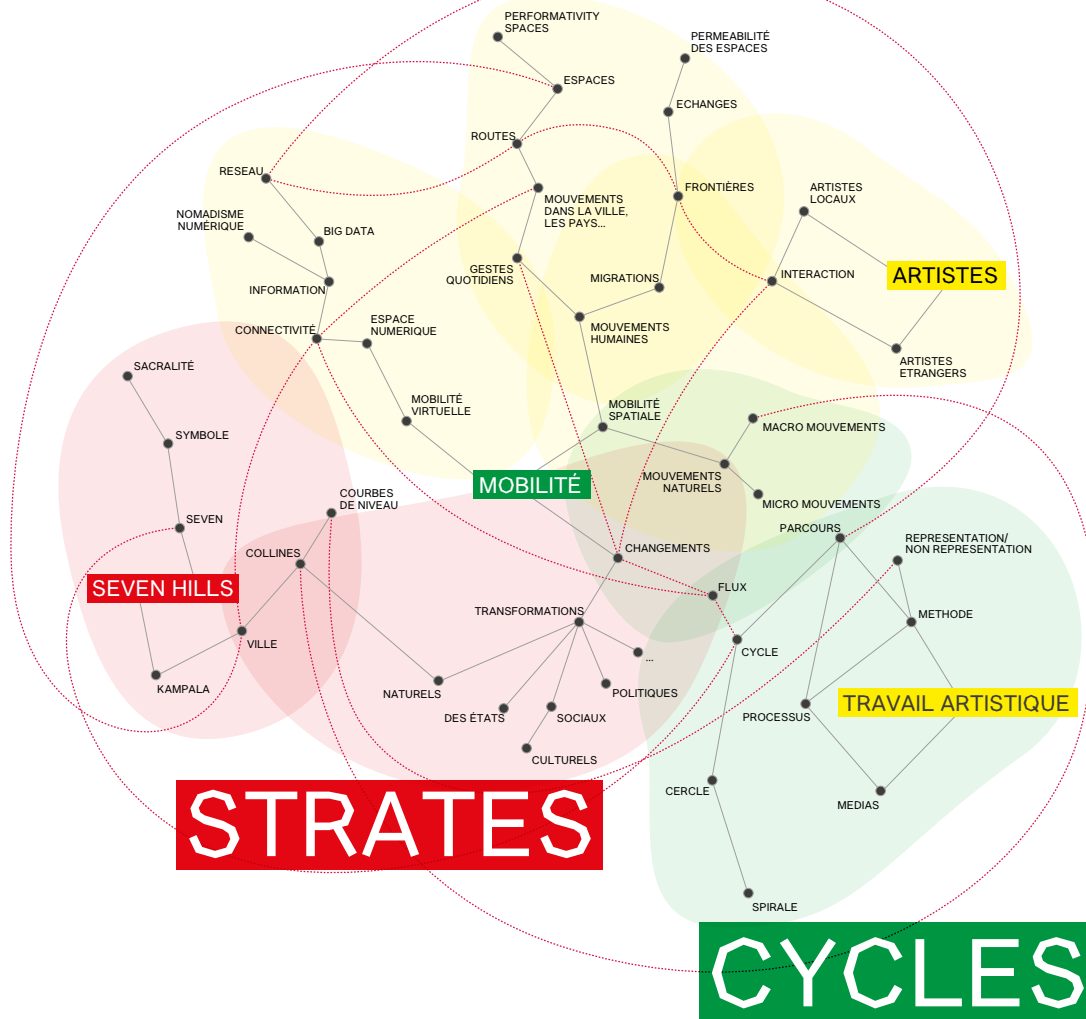 PERFORMATIVITY
SPACES
PERMEABILITÉ
DES ESPACES
ESPACES
ECHANGES
ROUTES
RESEAU
FRONTIÈRES
ARTISTES
LOCAUX
MOUVEMENTS
DANS LA VILLE,
LES PAYS...
NOMADISME
NUMÉRIQUE
BIG DATA
GESTES
QUOTIDIENS
MIGRATIONS
INTERACTION
ARTISTES
INFORMATION
CONNECTIVITÉ
ESPACE
NUMERIQUE
MOUVEMENTS
HUMAINES
ARTISTES
ETRANGERS
SACRALITÉ
MOBILITÉ
VIRTUELLE
MOBILITÉ
SPATIALE
MACRO MOUVEMENTS
SYMBOLE
MOUVEMENTS
NATURELS
MOBILITÉ
COURBES
DE NIVEAU
MICRO MOUVEMENTS
SEVEN
PARCOURS
REPRESENTATION/
NON REPRESENTATION
COLLINES
CHANGEMENTS
SEVEN HILLS
FLUX
TRANSFORMATIONS
METHODE
VILLE
CYCLE
...
KAMPALA
NATURELS
POLITIQUES
TRAVAIL ARTISTIQUE
DES ÉTATS
SOCIAUX
PROCESSUS
CULTURELS
CERCLE
MEDIAS
STRATES
SPIRALE
CYCLES